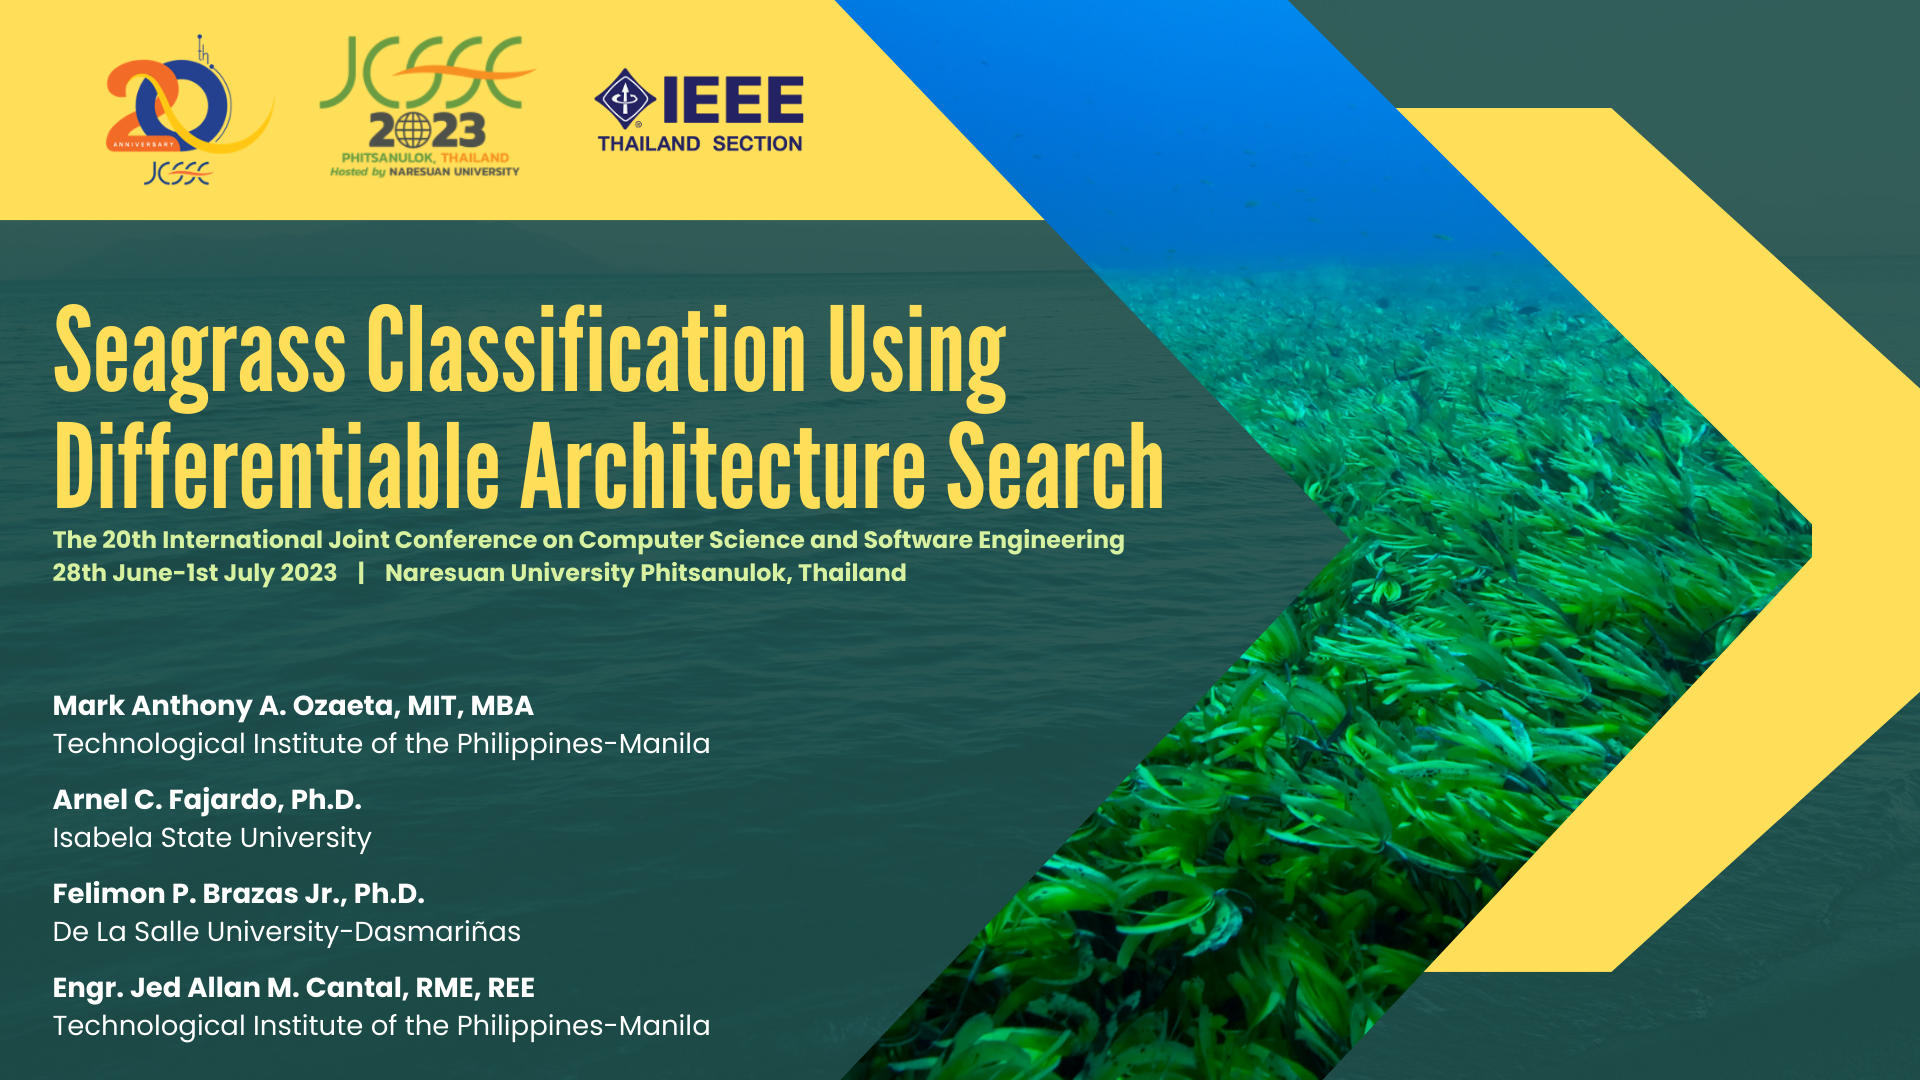 20th
ANNIVERSARY
JCSSE
JCSSE
2023
PHITSANULOK, THAILAND
Hosted by NARESUAN UNIVERSITY
IEEE
®
THAILAND SECTION
Seagrass Classification Using
Differentiable Architecture Search
The 20th International Joint Conference on Computer Science and Software Engineering
28th June-1st July 2023 | Naresuan University Phitsanulok, Thailand
Mark Anthony A. Ozaeta, MIT, MBA
Technological Institute of the Philippines-Manila
Arnel C. Fajardo, Ph.D.
Isabela State University
Felimon P. Brazas Jr., Ph.D.
De La Salle University-Dasmariñas
Engr. Jed Allan M. Cantal, RME, REE
Technological Institute of the Philippines-Manila